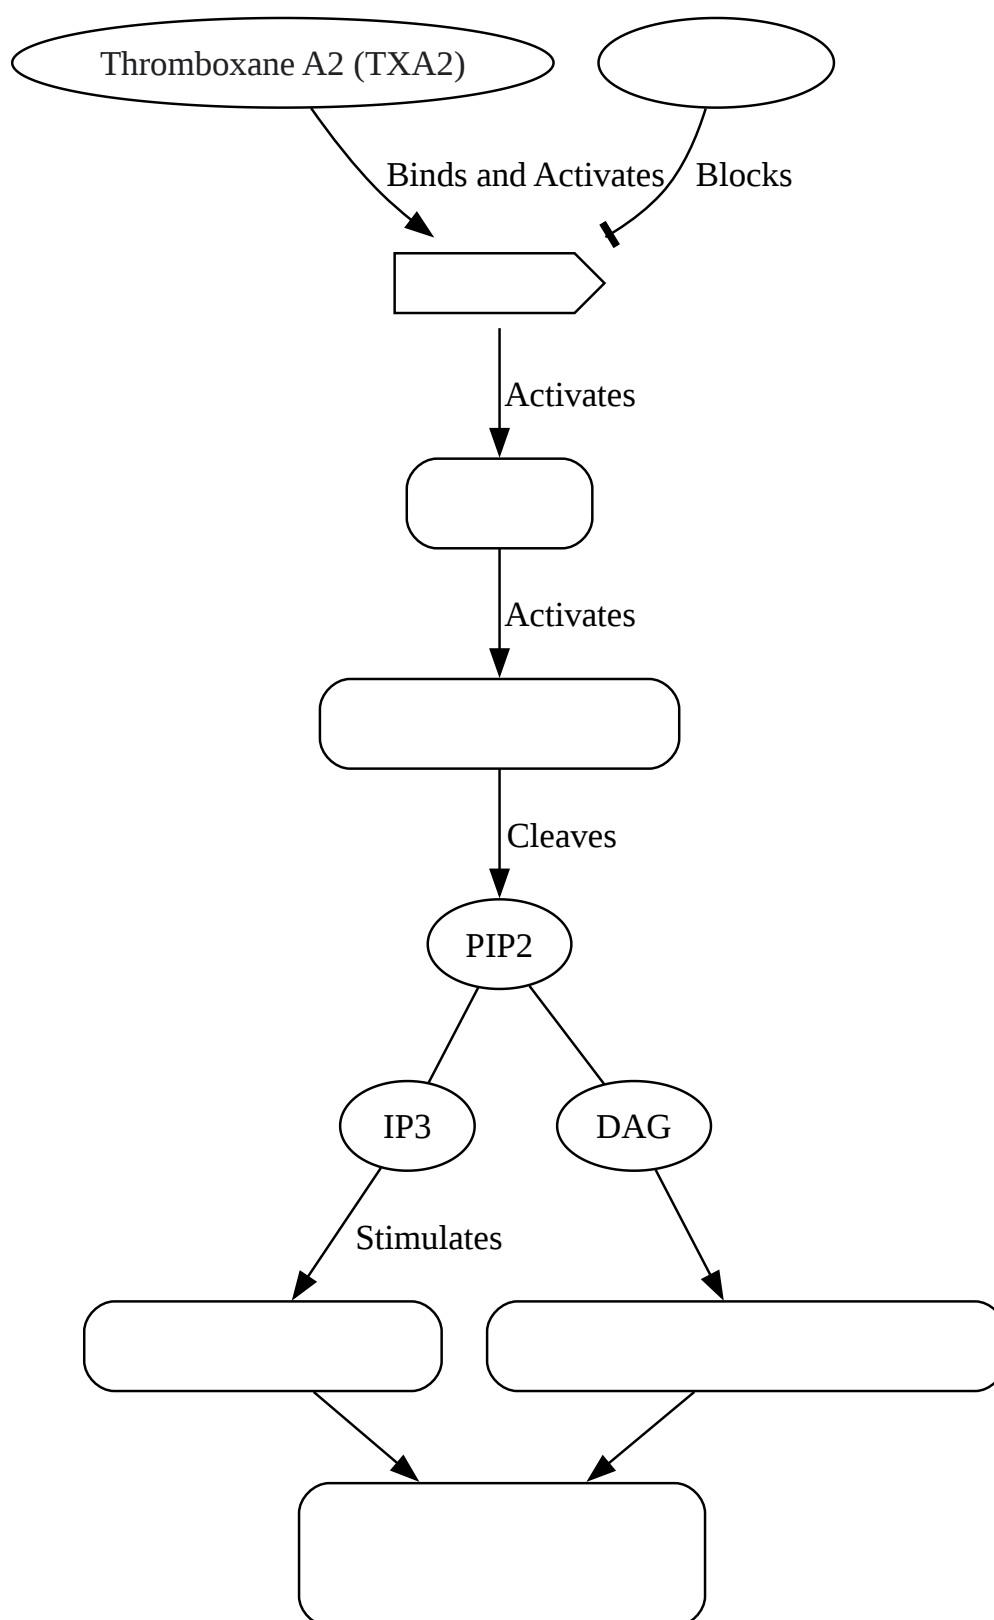 Thromboxane A2 (TXA2)
Binds and Activates
Blocks
Activates
Activates
Cleaves
PIP2
IP3
DAG
Stimulates